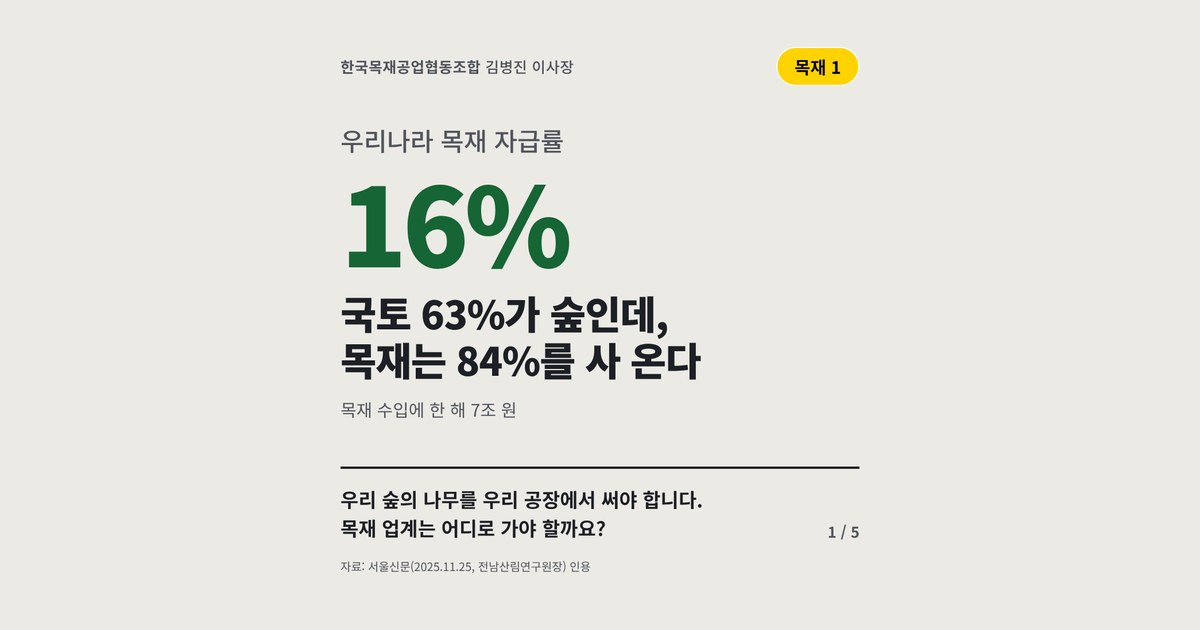 한국목재공업협동조합 김병진 이사장
목재 1
우리나라 목재 자급률
16%
국토 63%가 숲인데,
목재는 84%를 사 온다
목재 수입에 한 해 7조 원
우리 숲의 나무를 우리 공장에서 써야 합니다.
목재 업계는 어디로 가야 할까요?
1 / 5
자료: 서울신문(2025.11.25, 전남산림연구원장) 인용